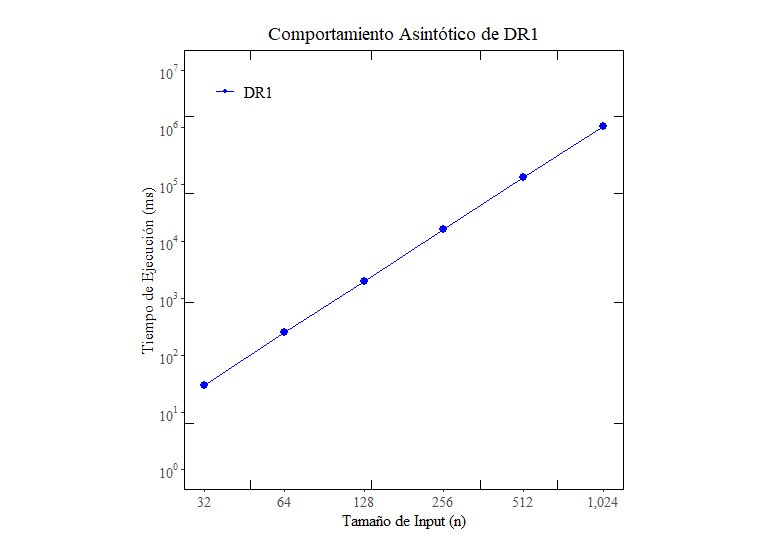 Comportamiento Asintótico de DR1
DR1
Tiempo de Ejecución (ms)
10^7
10^6
10^5
10^4
10^3
10^2
10^1
10^0
32 64 128 256 512 1,024
Tamaño de Input (n)